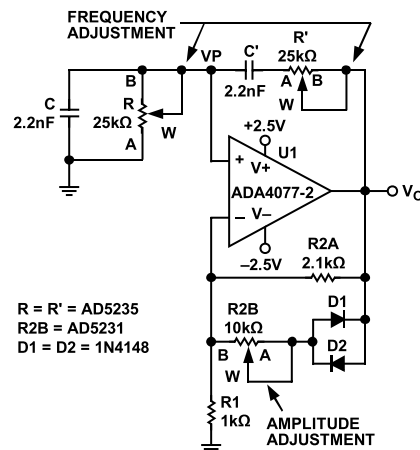 FREQUENCY
ADJUSTMENT
VP
C'
2.2nF
R'
25kΩ
A
B
W
C
2.2nF
B
R
25kΩ
A
W
+2.5V
U1
+
V+
ADA4077-2
−
V−
−2.5V
VO
R2A
2.1kΩ
R2B
10kΩ
B
A
W
D1
D2
R = R' = AD5235
R2B = AD5231
D1 = D2 = 1N4148
R1
1kΩ
AMPLITUDE
ADJUSTMENT